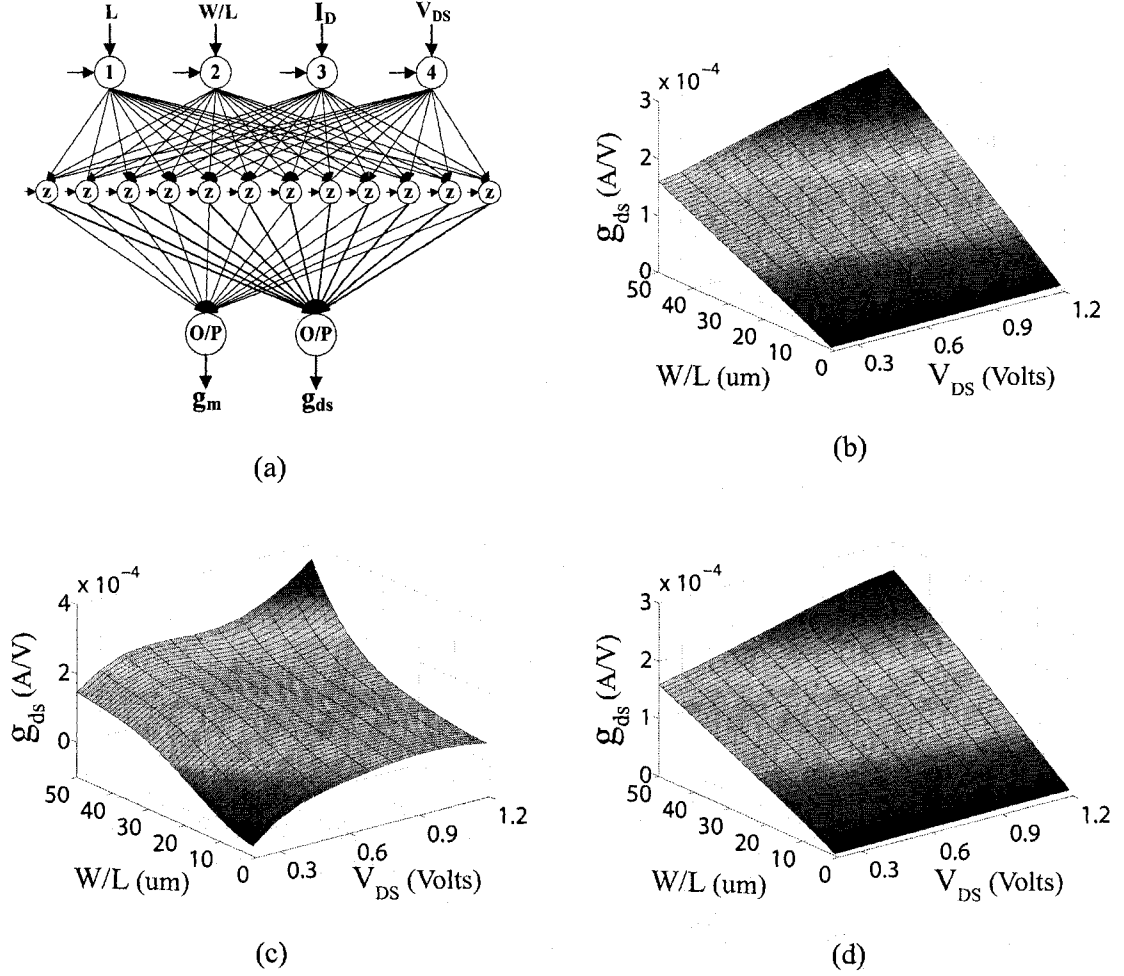 L W/L I_D V_DS
1 2 3 4
z z z z z z z z z z z z
O/P O/P
g_m g_ds
(a)
x 10^-4
3
2
1
0
g_ds (A/V)
50 40 30 20 10 0
W/L (um)
0.3 0.6 0.9 1.2
V_DS (Volts)
(b)
x 10^-4
4
2
0
g_ds (A/V)
50 40 30 20 10 0
W/L (um)
0.3 0.6 0.9 1.2
V_DS (Volts)
(c)
x 10^-4
3
2
1
0
g_ds (A/V)
50 40 30 20 10 0
W/L (um)
0.3 0.6 0.9 1.2
V_DS (Volts)
(d)